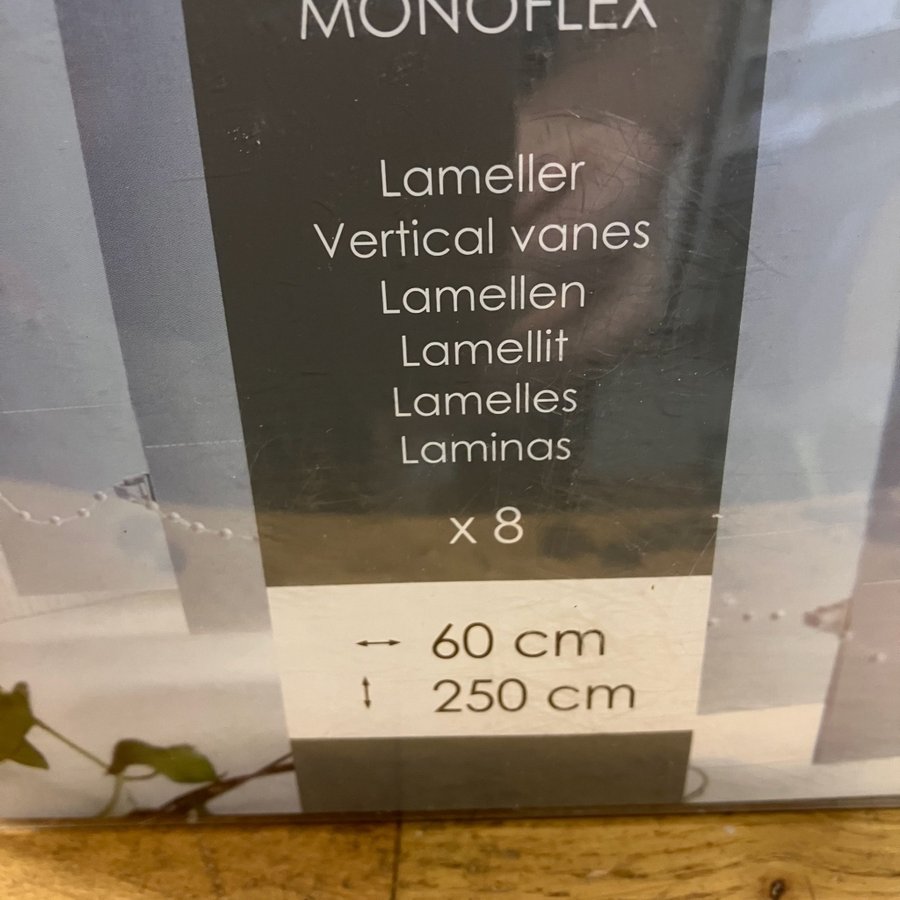 MONOFLEX
Lameller
Vertical vanes
Lamellen
Lamellit
Lamelles
Laminas
x 8
60 cm
250 cm